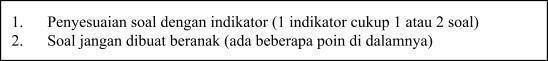 1. Penyesuaian soal dengan indikator (1 indikator cukup 1 atau 2 soal)
2. Soal jangan dibuat beranak (ada beberapa poin di dalamnya)